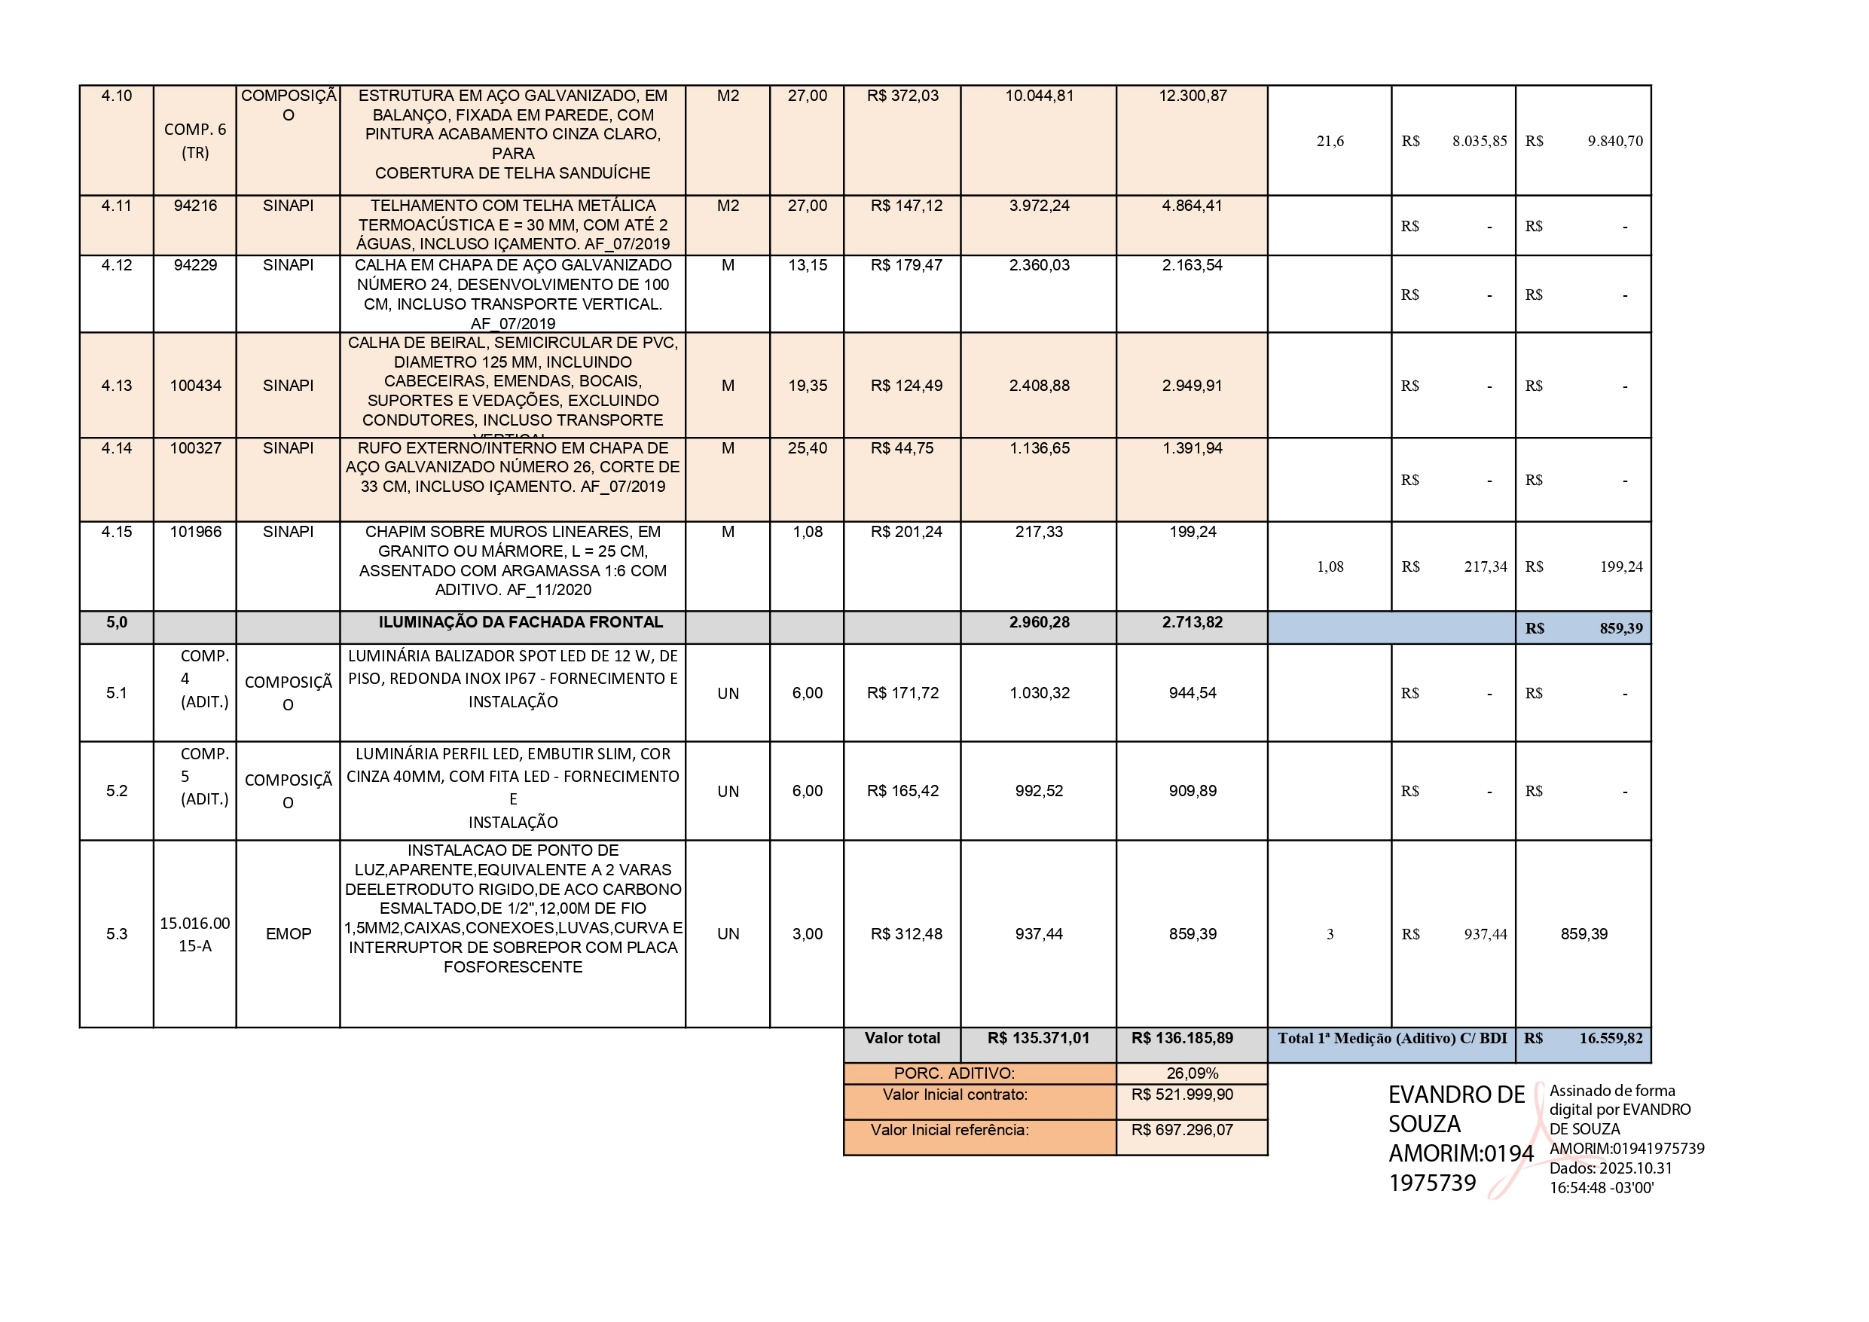 4.10 COMP. 6 (TR) COMPOSIÇÃ O ESTRUTURA EM AÇO GALVANIZADO, EM M2 27,00 R$ 372,03 10.044,81 12.300,87 21,6 R$ 8.035,85 R$ 9.840,70
BALANÇO, FIXADA EM PAREDE, COM
PINTURA ACABAMENTO CINZA CLARO,
PARA
COBERTURA DE TELHA SANDUÍCHE
4.11 94216 SINAPI TELHAMENTO COM TELHA METÁLICA M2 27,00 R$ 147,12 3.972,24 4.864,41 R$ - R$ -
TERMOACÚSTICA E = 30 MM, COM ATÉ 2
ÁGUAS, INCLUSO IÇAMENTO. AF_07/2019
4.12 94229 SINAPI CALHA EM CHAPA DE AÇO GALVANIZADO M 13,15 R$ 179,47 2.360,03 2.163,54 R$ - R$ -
NÚMERO 24, DESENVOLVIMENTO DE 100
CM, INCLUSO TRANSPORTE VERTICAL.
AF_07/2019
CALHA DE BEIRAL, SEMICIRCULAR DE PVC,
DIAMETRO 125 MM, INCLUINDO
4.13 100434 SINAPI CABECEIRAS, EMENDAS, BOCAIS, M 19,35 R$ 124,49 2.408,88 2.949,91 R$ - R$ -
SUPORTES E VEDAÇÕES, EXCLUINDO
CONDUTORES, INCLUSO TRANSPORTE
4.14 100327 SINAPI RUFO EXTERNO/INTERNO EM CHAPA DE M 25,40 R$ 44,75 1.136,65 1.391,94 R$ - R$ -
AÇO GALVANIZADO NÚMERO 26, CORTE DE
33 CM, INCLUSO IÇAMENTO. AF_07/2019
4.15 101966 SINAPI CHAPIM SOBRE MUROS LINEARES, EM M 1,08 R$ 201,24 217,33 199,24 1,08 R$ 217,34 R$ 199,24
GRANITO OU MÁRMORE, L = 25 CM,
ASSENTADO COM ARGAMASSA 1:6 COM
ADITIVO. AF_11/2020
5,0 ILUMINAÇÃO DA FACHADA FRONTAL 2.960,28 2.713,82 R$ 859,39
5.1 COMP. 4 (ADIT.) COMPOSIÇÃ O LUMINÁRIA BALIZADOR SPOT LED DE 12 W, DE UN 6,00 R$ 171,72 1.030,32 944,54 R$ - R$ -
PISO, REDONDA INOX IP67 - FORNECIMENTO E
INSTALAÇÃO
5.2 COMP. 5 (ADIT.) COMPOSIÇÃ O LUMINÁRIA PERFIL LED, EMBUTIR SLIM, COR UN 6,00 R$ 165,42 992,52 909,89 R$ - R$ -
CINZA 40MM, COM FITA LED - FORNECIMENTO
E
INSTALAÇÃO
INSTALACAO DE PONTO DE
LUZ,APARENTE,EQUIVALENTE A 2 VARAS
DEELETRODUTO RIGIDO,DE ACO CARBONO
ESMALTADO,DE 1/2",12,00M DE FIO
5.3 15.016.00 15-A EMOP 1,5MM2,CAIXAS,CONEXOES,LUVAS,CURVA E UN 3,00 R$ 312,48 937,44 859,39 3 R$ 937,44 859,39
INTERRUPTOR DE SOBREPOR COM PLACA
FOSFORESCENTE
Valor total R$ 135.371,01 R$ 136.185,89 Total 1ª Medição (Aditivo) C/ BDI R$ 16.559,82
PORC. ADITIVO: 26,09%
Valor Inicial contrato: R$ 521.999,90
Valor Inicial referência: R$ 697.296,07
EVANDRO DE
SOUZA
AMORIM:0194
1975739
Assinado de forma
digital por EVANDRO
DE SOUZA
AMORIM:01941975739
Dados: 2025.10.31
16:54:48 -03'00'